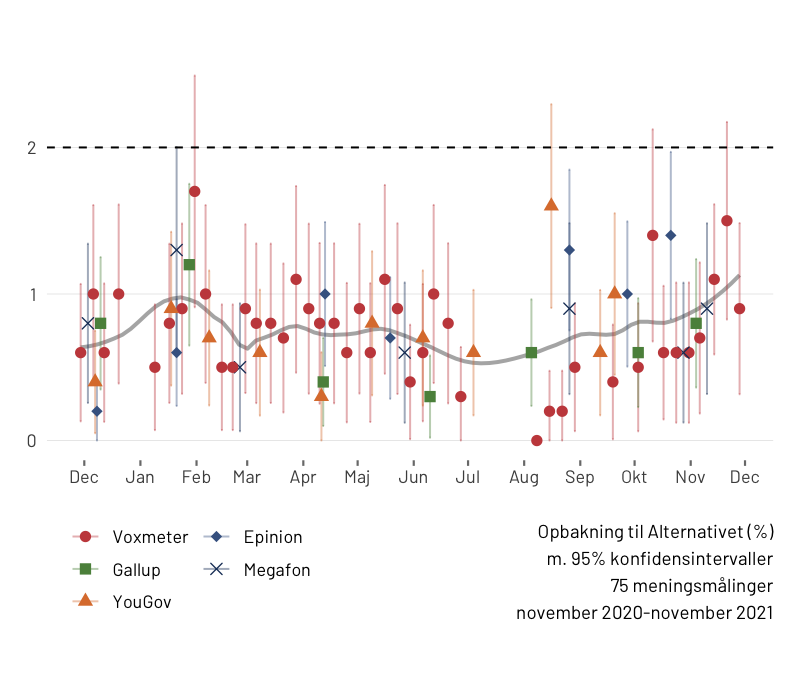 2
1
0
Dec Jan Feb Mar Apr Maj Jun Jul Aug Sep Okt Nov Dec
Voxmeter Epinion
Gallup Megafon
YouGov
Opbakning til Alternativet (%)
m. 95% konfidensintervaller
75 meningsmålinger
november 2020-november 2021